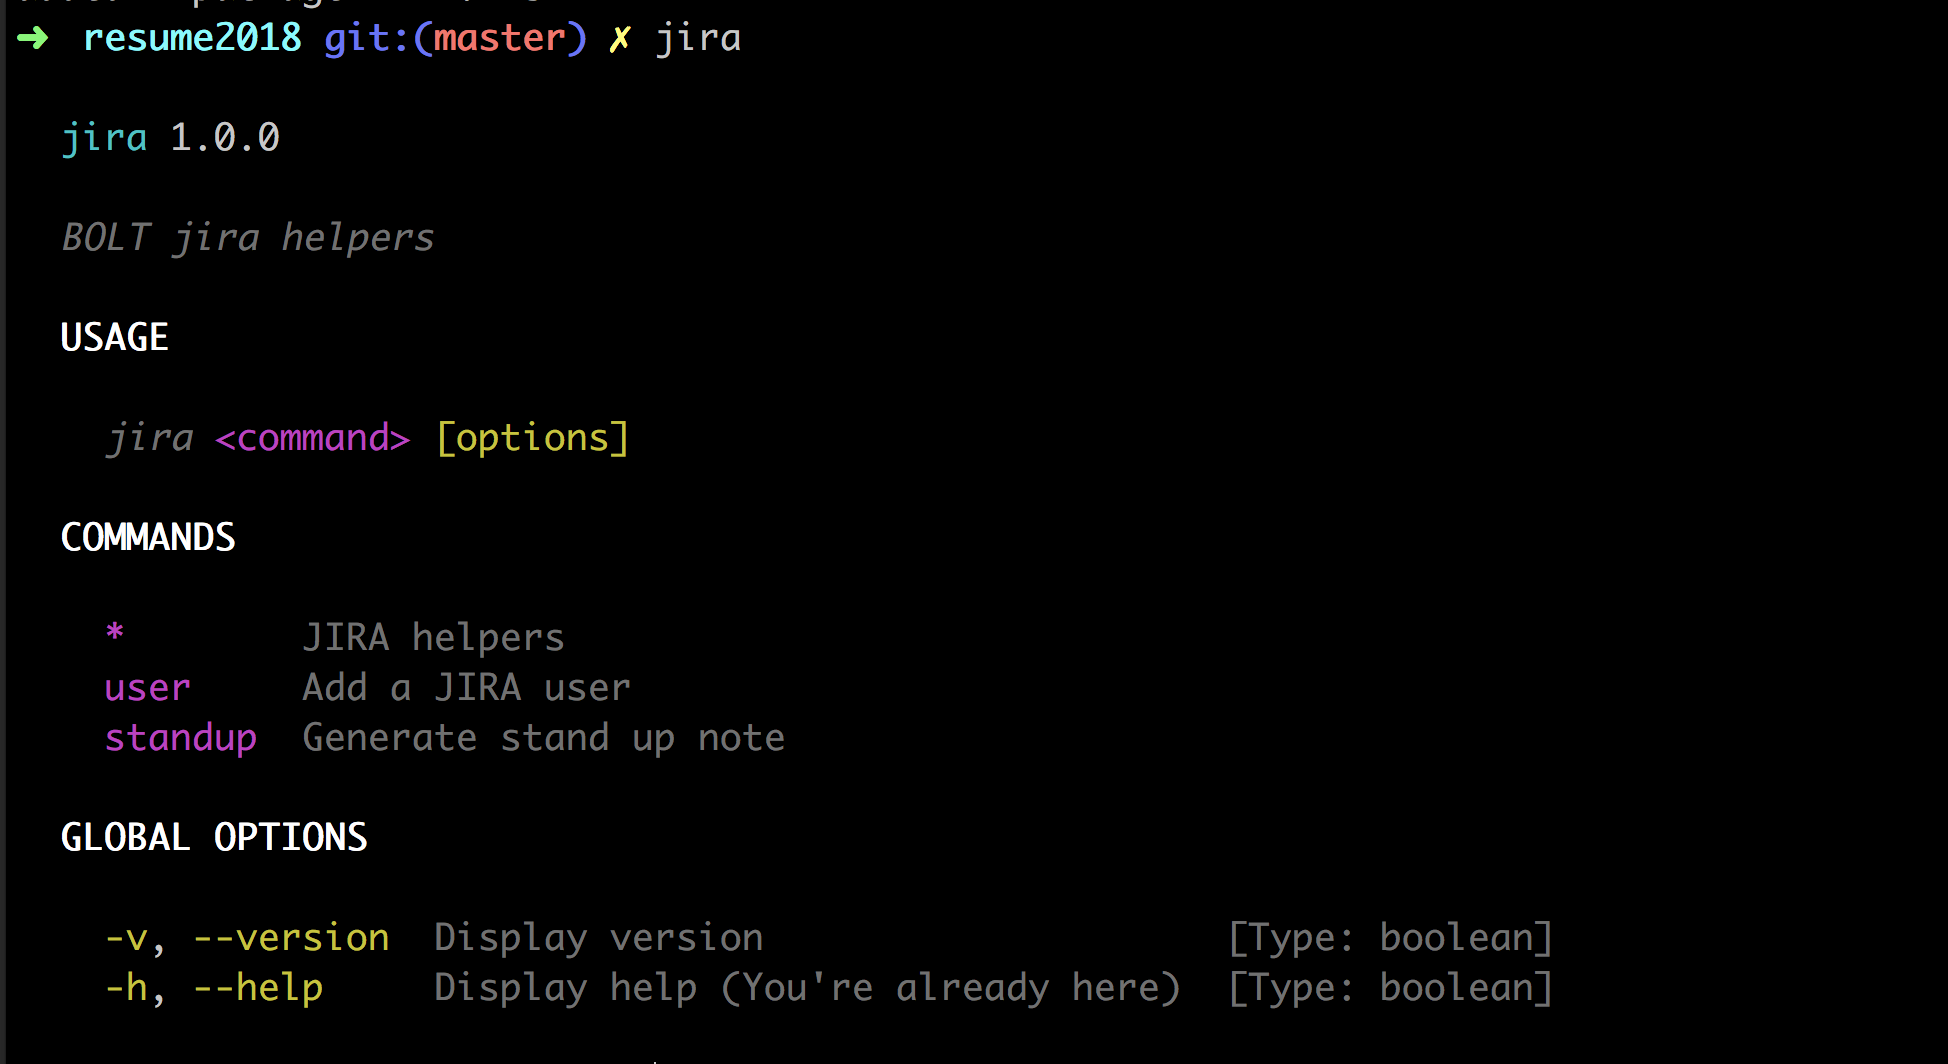 ➜ resume2018 git:(master) ✗ jira
jira 1.0.0
BOLT jira helpers
USAGE
jira <command> [options]
COMMANDS
* JIRA helpers
user Add a JIRA user
standup Generate stand up note
GLOBAL OPTIONS
-v, --version Display version [Type: boolean]
-h, --help Display help (You're already here) [Type: boolean]